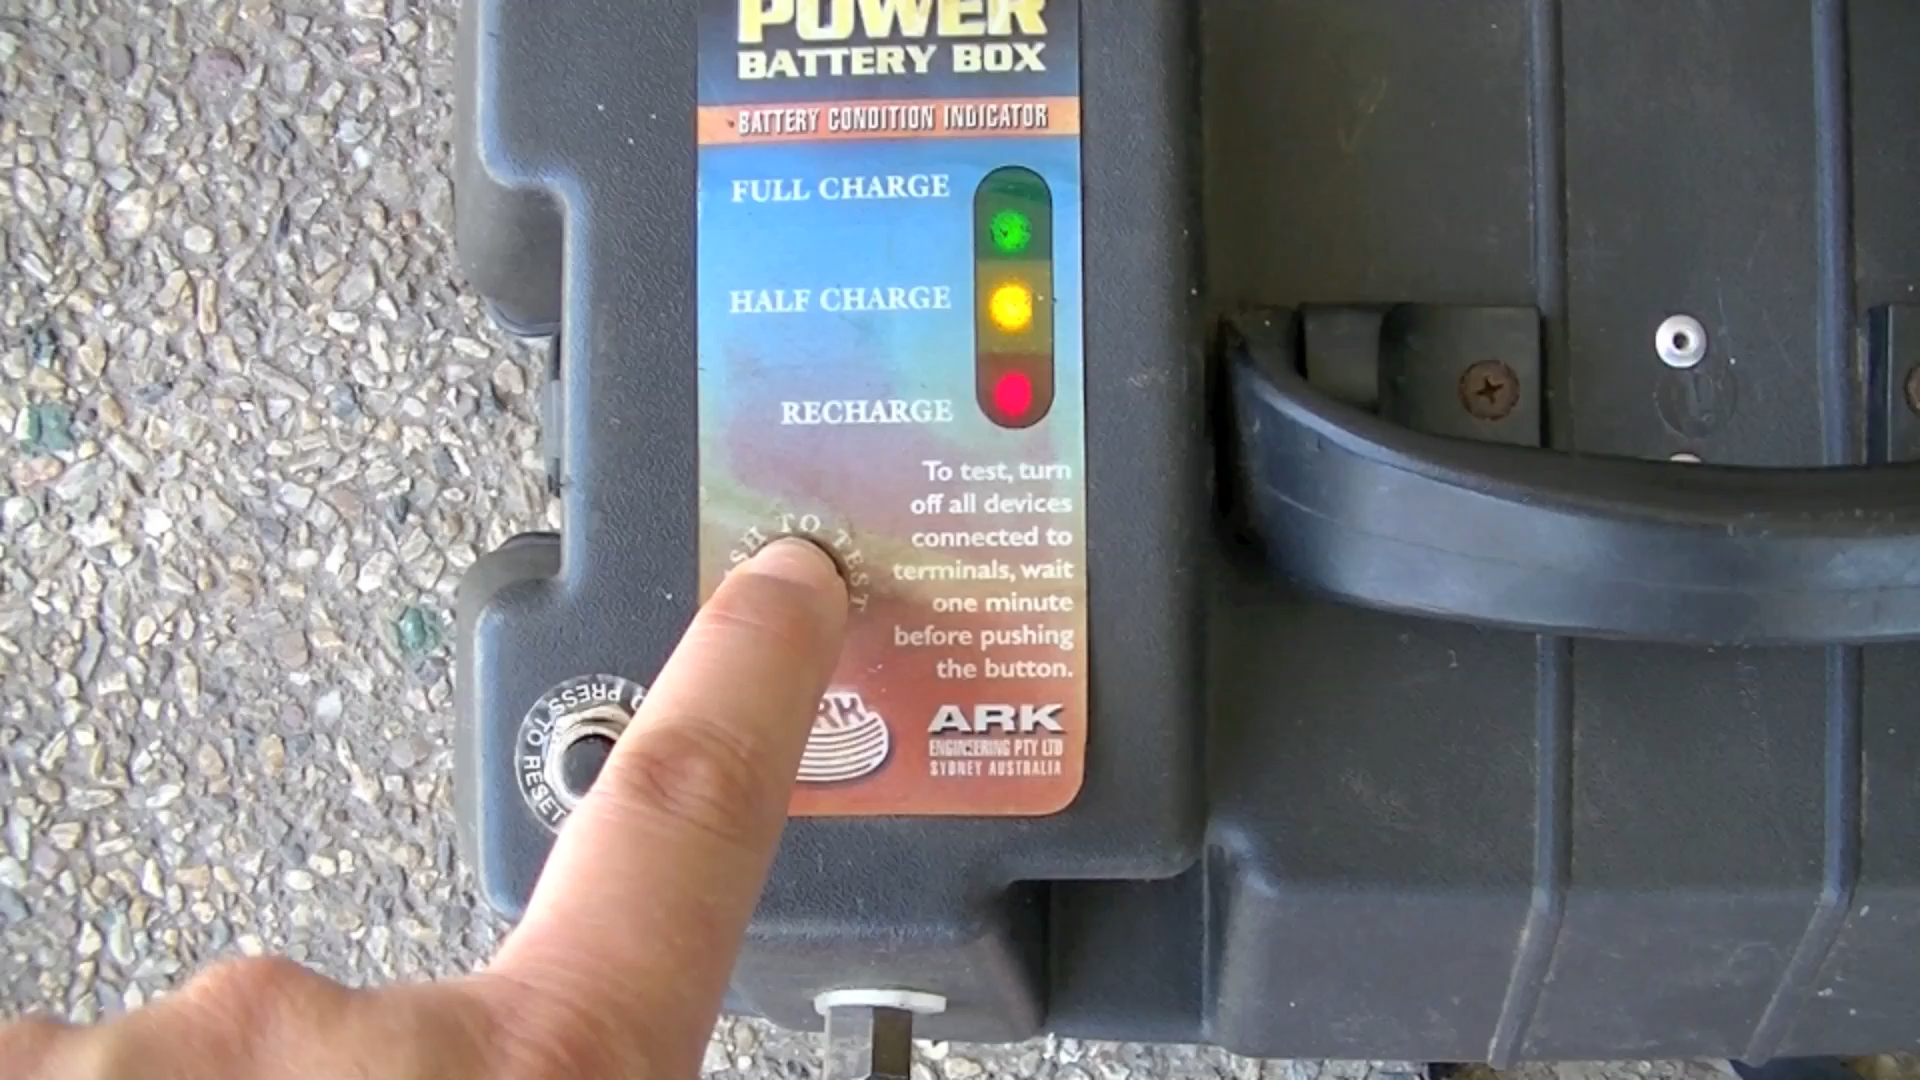 POWER
BATTERY BOX
BATTERY CONDITION INDICATOR
FULL CHARGE
HALF CHARGE
RECHARGE
To test, turn
off all devices
connected to
terminals, wait
one minute
before pushing
the button.
SH TO TEST
PRESS TO RESET
RK
ARK
ENGINEERING PTY LTD
SYDNEY AUSTRALIA